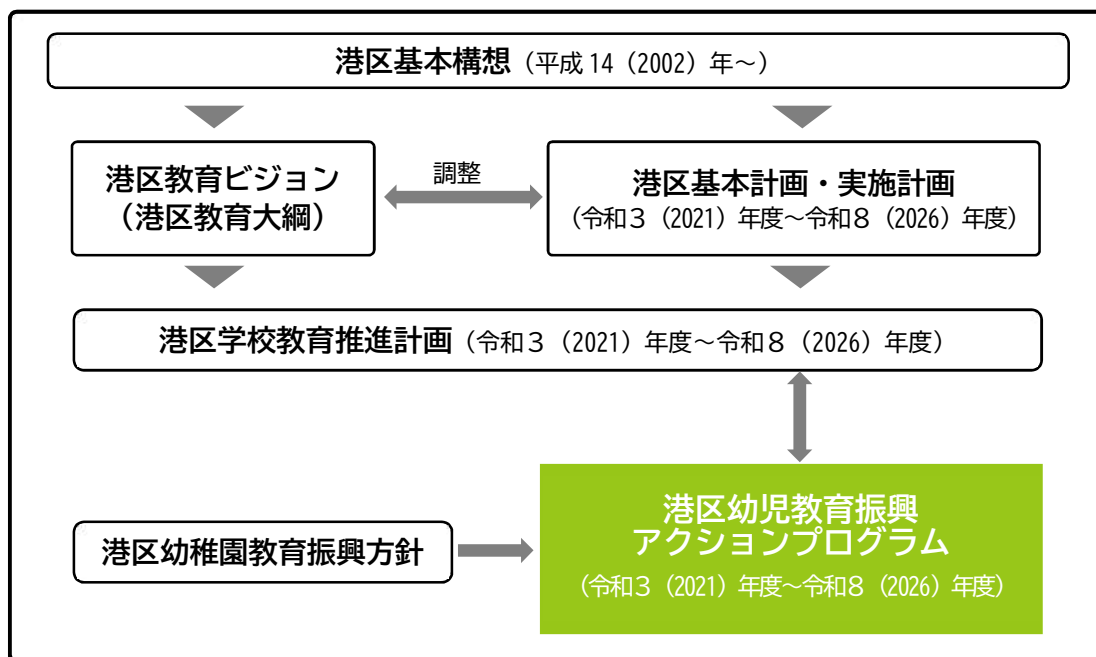 港区基本構想（平成14（2002）年～）
港区教育ビジョン
（港区教育大綱）
調整
港区基本計画・実施計画
（令和３（2021）年度～令和８（2026）年度）
港区学校教育推進計画（令和３（2021）年度～令和８（2026）年度）
港区幼稚園教育振興方針
港区幼児教育振興
アクションプログラム
（令和３（2021）年度～令和８（2026）年度）